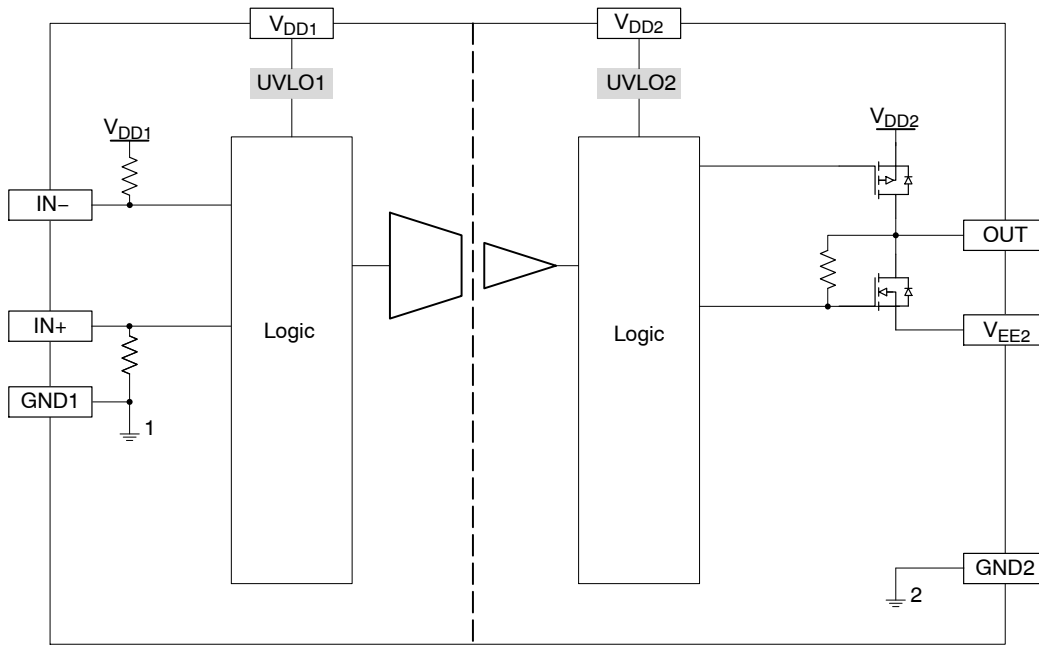 VDD1
VDD2
UVLO1
UVLO2
VDD1
VDD2
IN−
OUT
IN+
Logic
Logic
VEE2
GND1
1
GND2
2